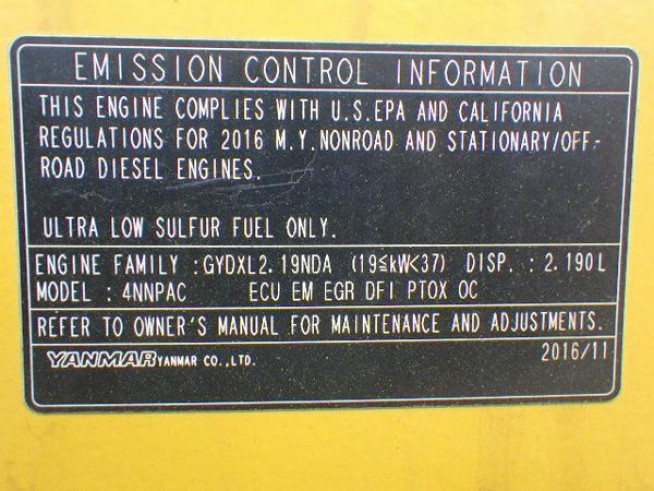 EMISSION CONTROL INFORMATION
THIS ENGINE COMPLIES WITH U.S.EPA AND CALIFORNIA
REGULATIONS FOR 2016 M.Y.NONROAD AND STATIONARY/OFF-
ROAD DIESEL ENGINES.
ULTRA LOW SULFUR FUEL ONLY.
ENGINE FAMILY :GYDXL2.19NDA (19≦kW<37) DISP. : 2.190L
MODEL : 4NNPAC ECU EM EGR DFI PTOX OC
REFER TO OWNER'S MANUAL FOR MAINTENANCE AND ADJUSTMENTS.
YANMAR YANMAR CO.,LTD. 2016/11